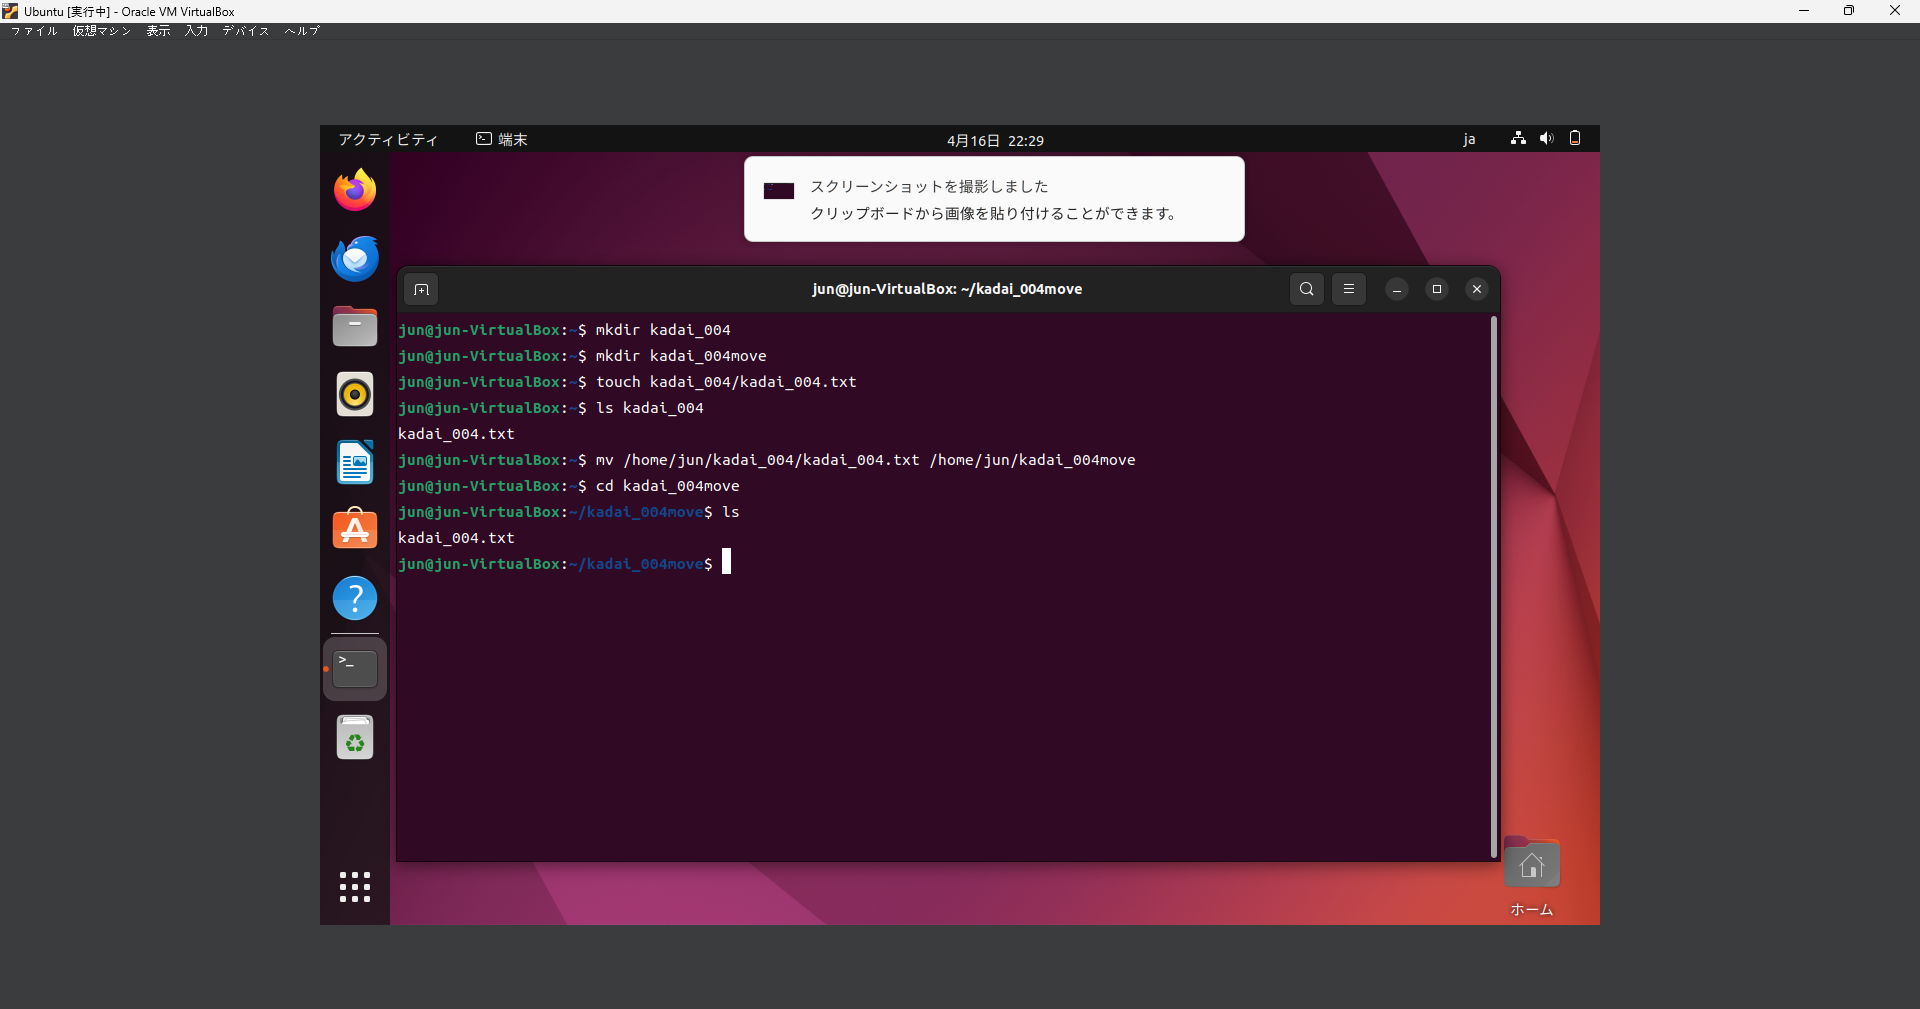 Ubuntu [実行中] - Oracle VM VirtualBox
ファイル 仮想マシン 表示 入力 デバイス ヘルプ
アクティビティ 端末 4月16日 22:29 ja
スクリーンショットを撮影しました
クリップボードから画像を貼り付けることができます。
jun@jun-VirtualBox: ~/kadai_004move
jun@jun-VirtualBox:~$ mkdir kadai_004
jun@jun-VirtualBox:~$ mkdir kadai_004move
jun@jun-VirtualBox:~$ touch kadai_004/kadai_004.txt
jun@jun-VirtualBox:~$ ls kadai_004
kadai_004.txt
jun@jun-VirtualBox:~$ mv /home/jun/kadai_004/kadai_004.txt /home/jun/kadai_004move
jun@jun-VirtualBox:~$ cd kadai_004move
jun@jun-VirtualBox:~/kadai_004move$ ls
kadai_004.txt
jun@jun-VirtualBox:~/kadai_004move$
ホーム